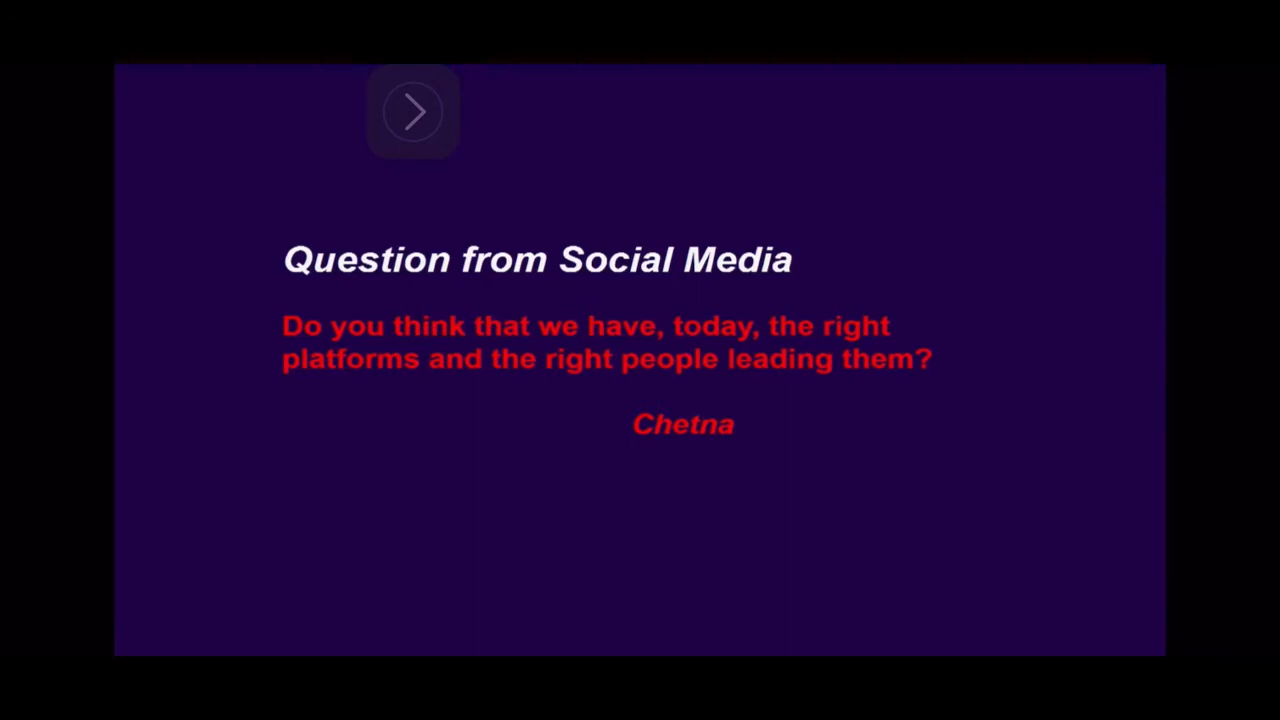 Question from Social Media
Do you think that we have, today, the right
platforms and the right people leading them?
Chetna